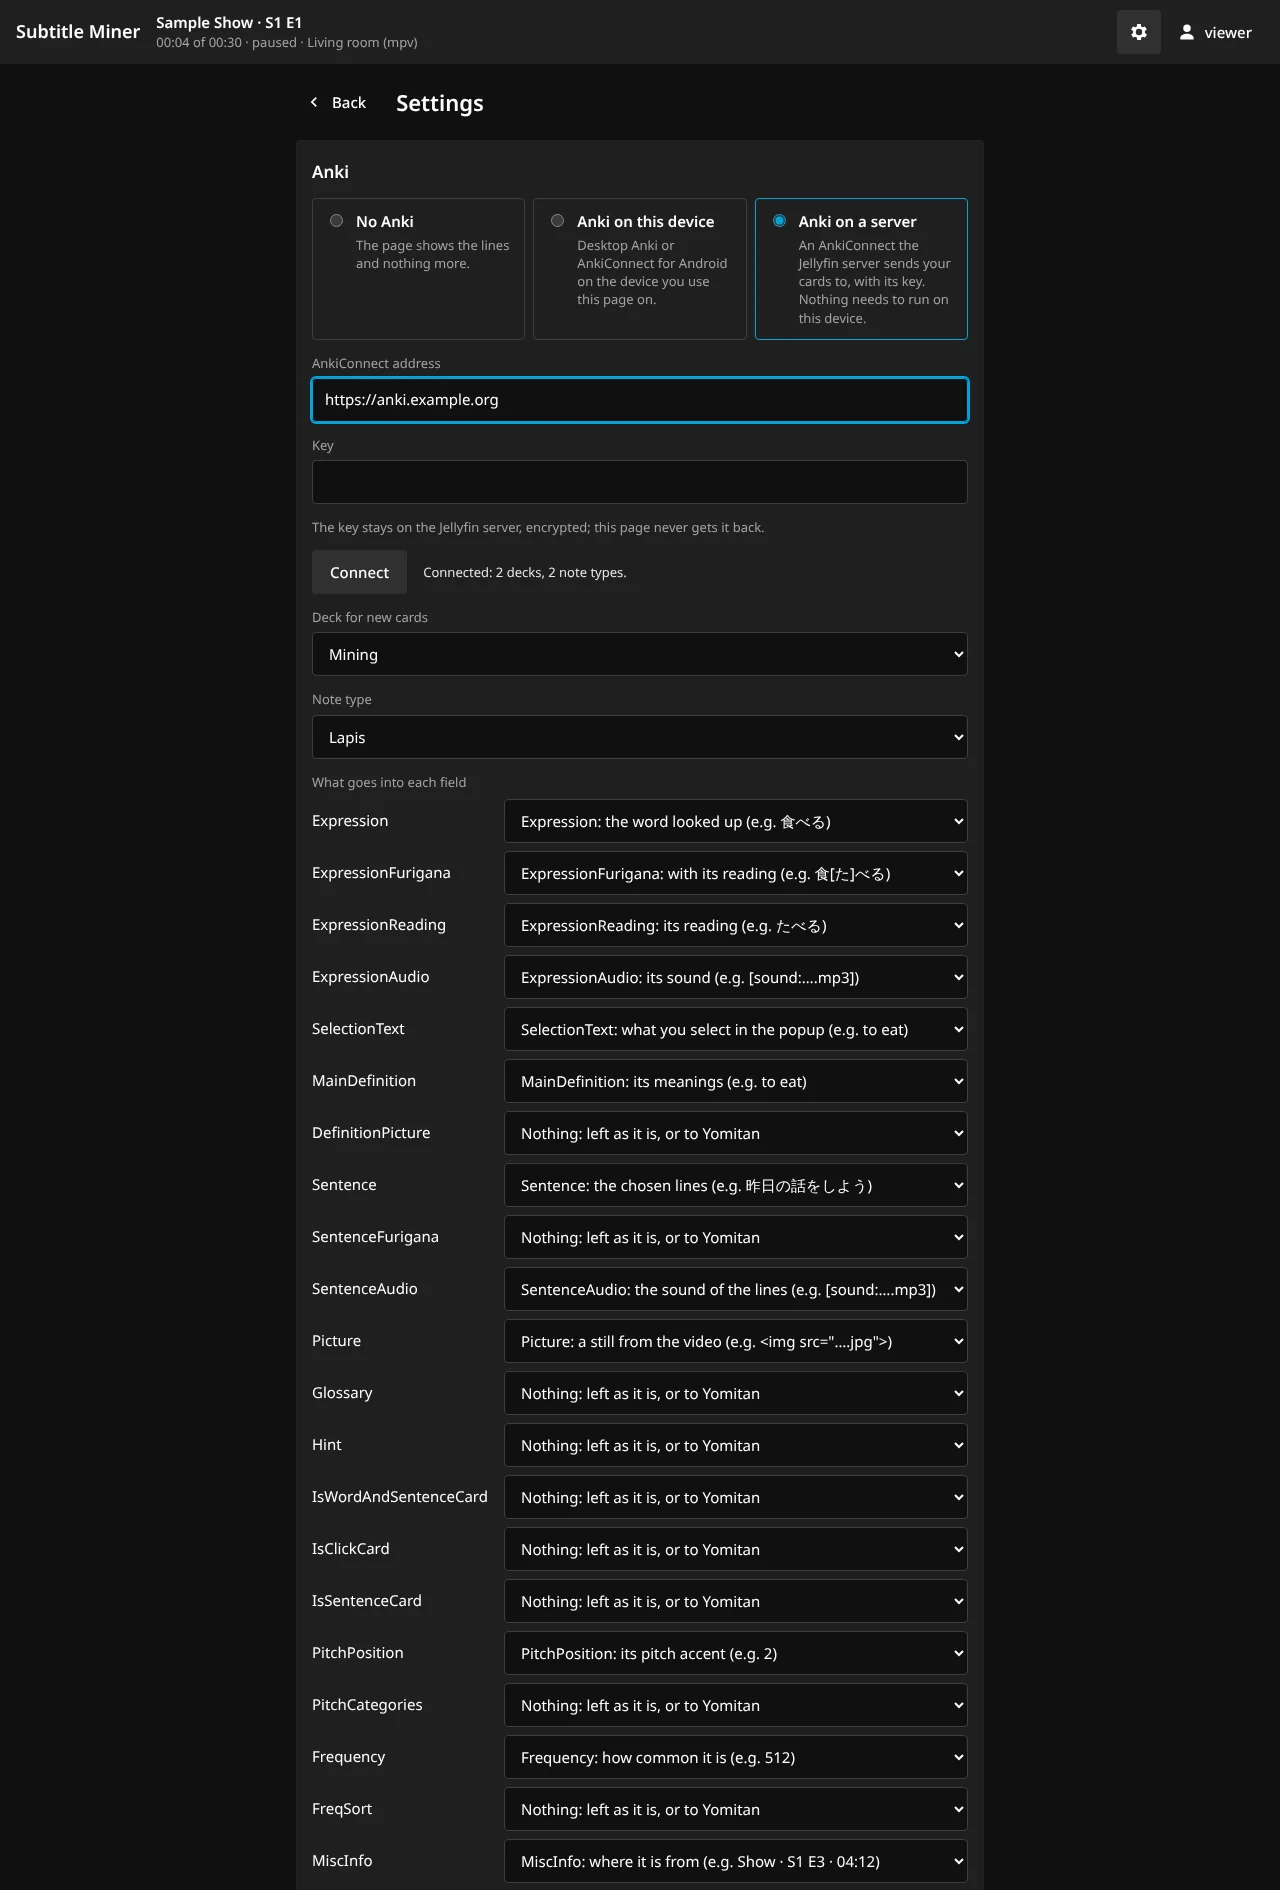 Subtitle Miner
Sample Show · S1 E1
00:04 of 00:30 · paused · Living room (mpv)
viewer
Back
Settings
Anki
No Anki
The page shows the lines
and nothing more.
Anki on this device
Desktop Anki or
AnkiConnect for Android
on the device you use
this page on.
Anki on a server
An AnkiConnect the
Jellyfin server sends your
cards to, with its key.
Nothing needs to run on
this device.
AnkiConnect address
https://anki.example.org
Key
The key stays on the Jellyfin server, encrypted; this page never gets it back.
Connect
Connected: 2 decks, 2 note types.
Deck for new cards
Mining
Note type
Lapis
What goes into each field
Expression
Expression: the word looked up (e.g. 食べる)
ExpressionFurigana
ExpressionFurigana: with its reading (e.g. 食[た]べる)
ExpressionReading
ExpressionReading: its reading (e.g. たべる)
ExpressionAudio
ExpressionAudio: its sound (e.g. [sound:….mp3])
SelectionText
SelectionText: what you select in the popup (e.g. to eat)
MainDefinition
MainDefinition: its meanings (e.g. to eat)
DefinitionPicture
Nothing: left as it is, or to Yomitan
Sentence
Sentence: the chosen lines (e.g. 昨日の話をしよう)
SentenceFurigana
Nothing: left as it is, or to Yomitan
SentenceAudio
SentenceAudio: the sound of the lines (e.g. [sound:….mp3])
Picture
Picture: a still from the video (e.g. <img src="….jpg">)
Glossary
Nothing: left as it is, or to Yomitan
Hint
Nothing: left as it is, or to Yomitan
IsWordAndSentenceCard
Nothing: left as it is, or to Yomitan
IsClickCard
Nothing: left as it is, or to Yomitan
IsSentenceCard
Nothing: left as it is, or to Yomitan
PitchPosition
PitchPosition: its pitch accent (e.g. 2)
PitchCategories
Nothing: left as it is, or to Yomitan
Frequency
Frequency: how common it is (e.g. 512)
FreqSort
Nothing: left as it is, or to Yomitan
MiscInfo
MiscInfo: where it is from (e.g. Show · S1 E3 · 04:12)